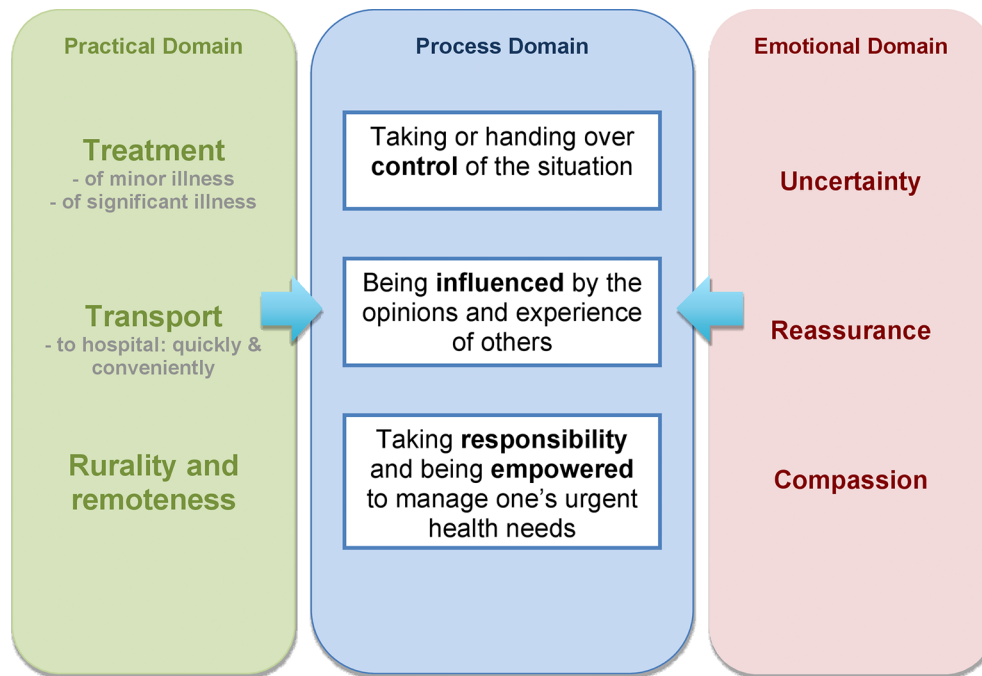 Practical Domain
Treatment
- of minor illness
- of significant illness
Transport
- to hospital: quickly &
conveniently
Rurality and
remoteness
Process Domain
Taking or handing over
control of the situation
Being influenced by the
opinions and experience
of others
Taking responsibility
and being empowered
to manage one’s urgent
health needs
Emotional Domain
Uncertainty
Reassurance
Compassion